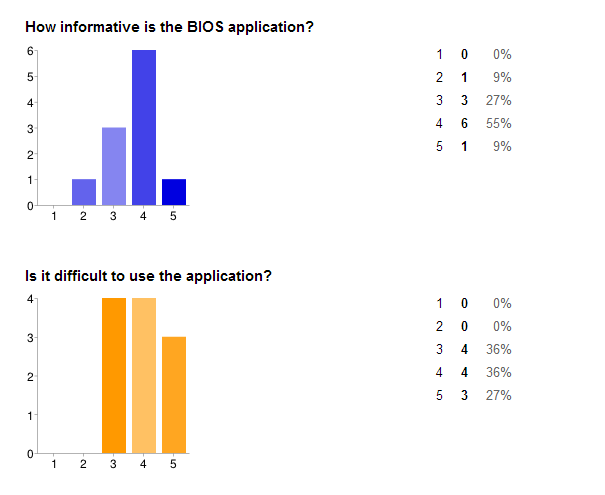 How informative is the BIOS application?
6
5
4
3
2
1
0
1 2 3 4 5
1 0 0%
2 1 9%
3 3 27%
4 6 55%
5 1 9%
Is it difficult to use the application?
4
3
2
1
0
1 2 3 4 5
1 0 0%
2 0 0%
3 4 36%
4 4 36%
5 3 27%